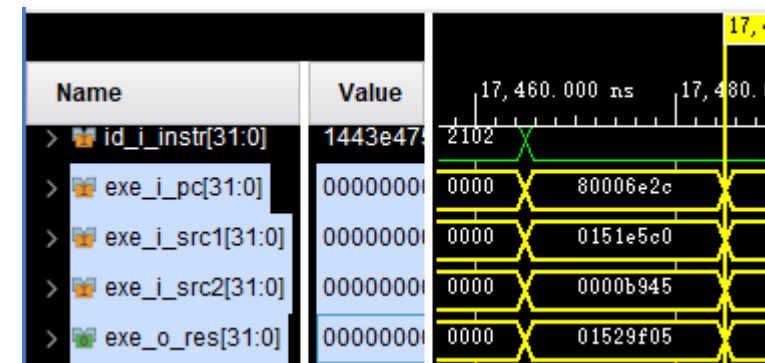 17,4
Name Value 17,460.000 ns 17,480.
id_i_instr[31:0] 1443e475 2102
exe_i_pc[31:0] 00000000 0000 80006e2c
exe_i_src1[31:0] 00000000 0000 0151e5c0
exe_i_src2[31:0] 00000000 0000 0000b945
exe_o_res[31:0] 00000000 0000 01529f05